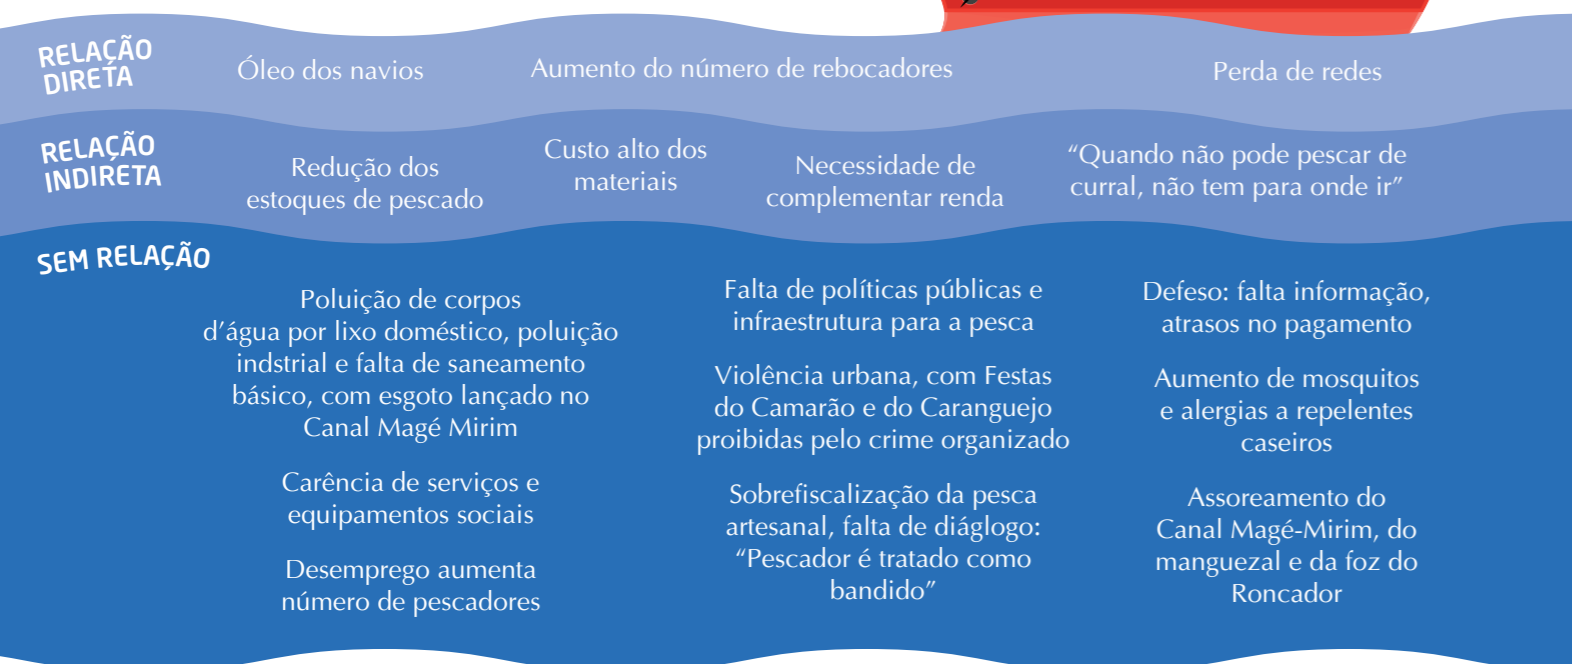 RELAÇÃO
DIRETA
Óleo dos navios
Aumento do número de rebocadores
Perda de redes
RELAÇÃO
INDIRETA
Redução dos
estoques de pescado
Custo alto dos
materiais
Necessidade de
complementar renda
“Quando não pode pescar de
curral, não tem para onde ir”
SEM RELAÇÃO
Poluição de corpos
d’água por lixo doméstico, poluição
indstrial e falta de saneamento
básico, com esgoto lançado no
Canal Magé Mirim
Carência de serviços e
equipamentos sociais
Desemprego aumenta
número de pescadores
Falta de políticas públicas e
infraestrutura para a pesca
Violência urbana, com Festas
do Camarão e do Caranguejo
proibidas pelo crime organizado
Sobrefiscalização da pesca
artesanal, falta de diáglogo:
“Pescador é tratado como
bandido”
Defeso: falta informação,
atrasos no pagamento
Aumento de mosquitos
e alergias a repelentes
caseiros
Assoreamento do
Canal Magé-Mirim, do
manguezal e da foz do
Roncador